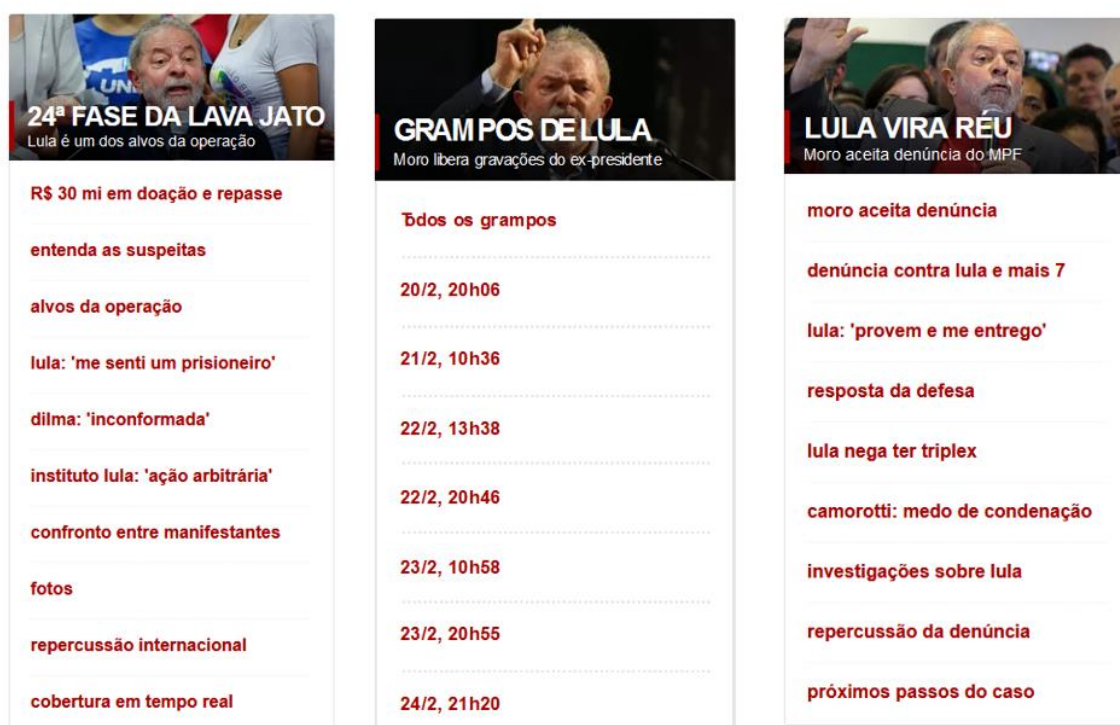 UNI
24ª FASE DA LAVA JATO
Lula é um dos alvos da operação
R$ 30 mi em doação e repasse
entenda as suspeitas
alvos da operação
lula: 'me senti um prisioneiro'
dilma: 'inconformada'
instituto lula: 'ação arbitrária'
confronto entre manifestantes
fotos
repercussão internacional
cobertura em tempo real
GRAMPOS DE LULA
Moro libera gravações do ex-presidente
Todos os grampos
20/2, 20h06
21/2, 10h36
22/2, 13h38
22/2, 20h46
23/2, 10h58
23/2, 20h55
24/2, 21h20
LULA VIRA RÉU
Moro aceita denúncia do MPF
moro aceita denúncia
denúncia contra lula e mais 7
lula: 'provem e me entrego'
resposta da defesa
lula nega ter triplex
camorotti: medo de condenação
investigações sobre lula
repercussão da denúncia
próximos passos do caso